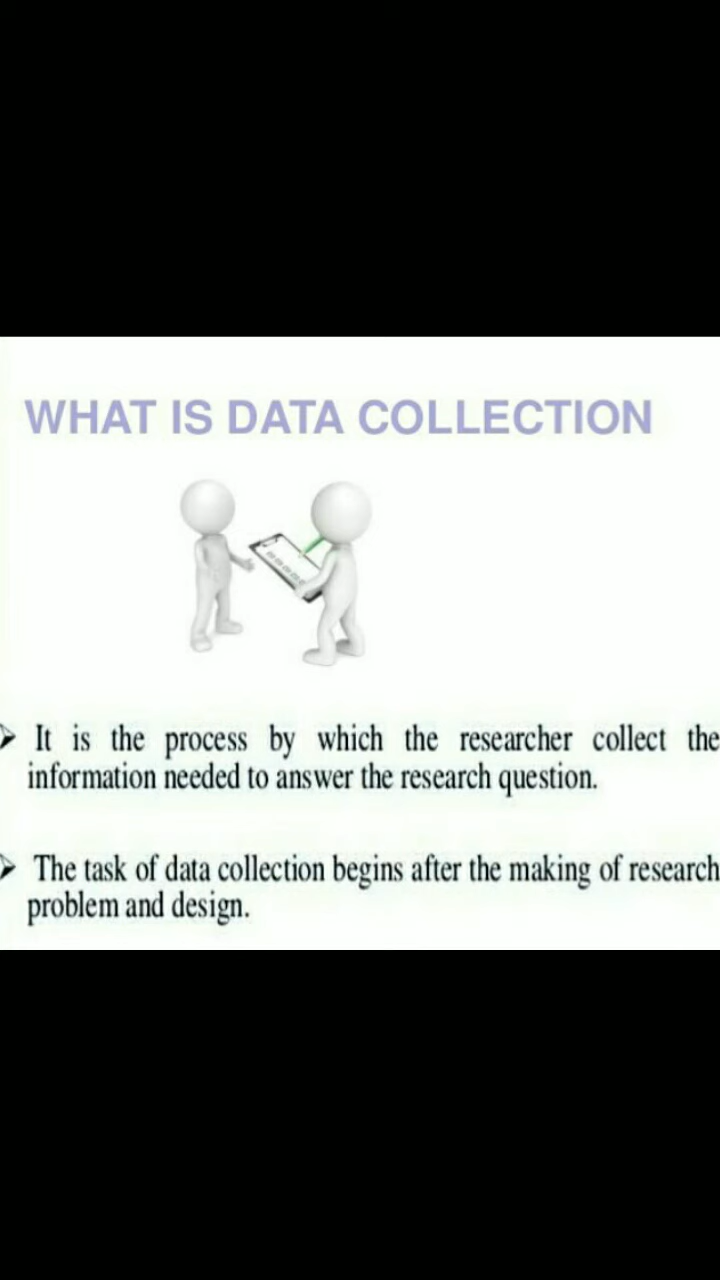 WHAT IS DATA COLLECTION
It is the process by which the researcher collect the
information needed to answer the research question.
The task of data collection begins after the making of research
problem and design.